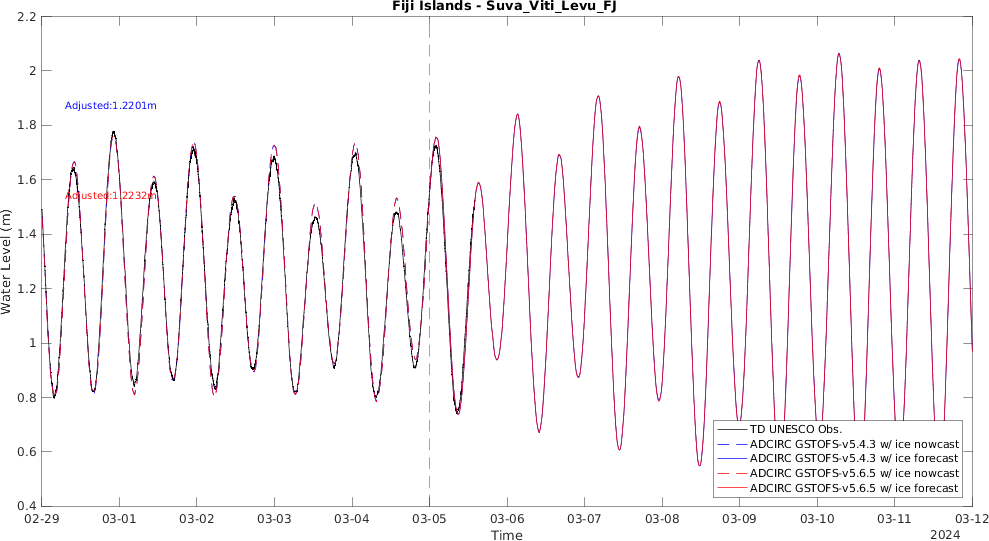 Fiji Islands - Suva_Viti_Levu_FJ
2.2
2
1.8
1.6
1.4
1.2
1
0.8
0.6
0.4
Water Level (m)
Adjusted:1.2201m
Adjusted:1.2232m
TD UNESCO Obs.
ADCIRC GSTOFS-v5.4.3 w/ ice nowcast
ADCIRC GSTOFS-v5.4.3 w/ ice forecast
ADCIRC GSTOFS-v5.6.5 w/ ice nowcast
ADCIRC GSTOFS-v5.6.5 w/ ice forecast
02-29 03-01 03-02 03-03 03-04 03-05 03-06 03-07 03-08 03-09 03-10 03-11 03-12
Time
2024